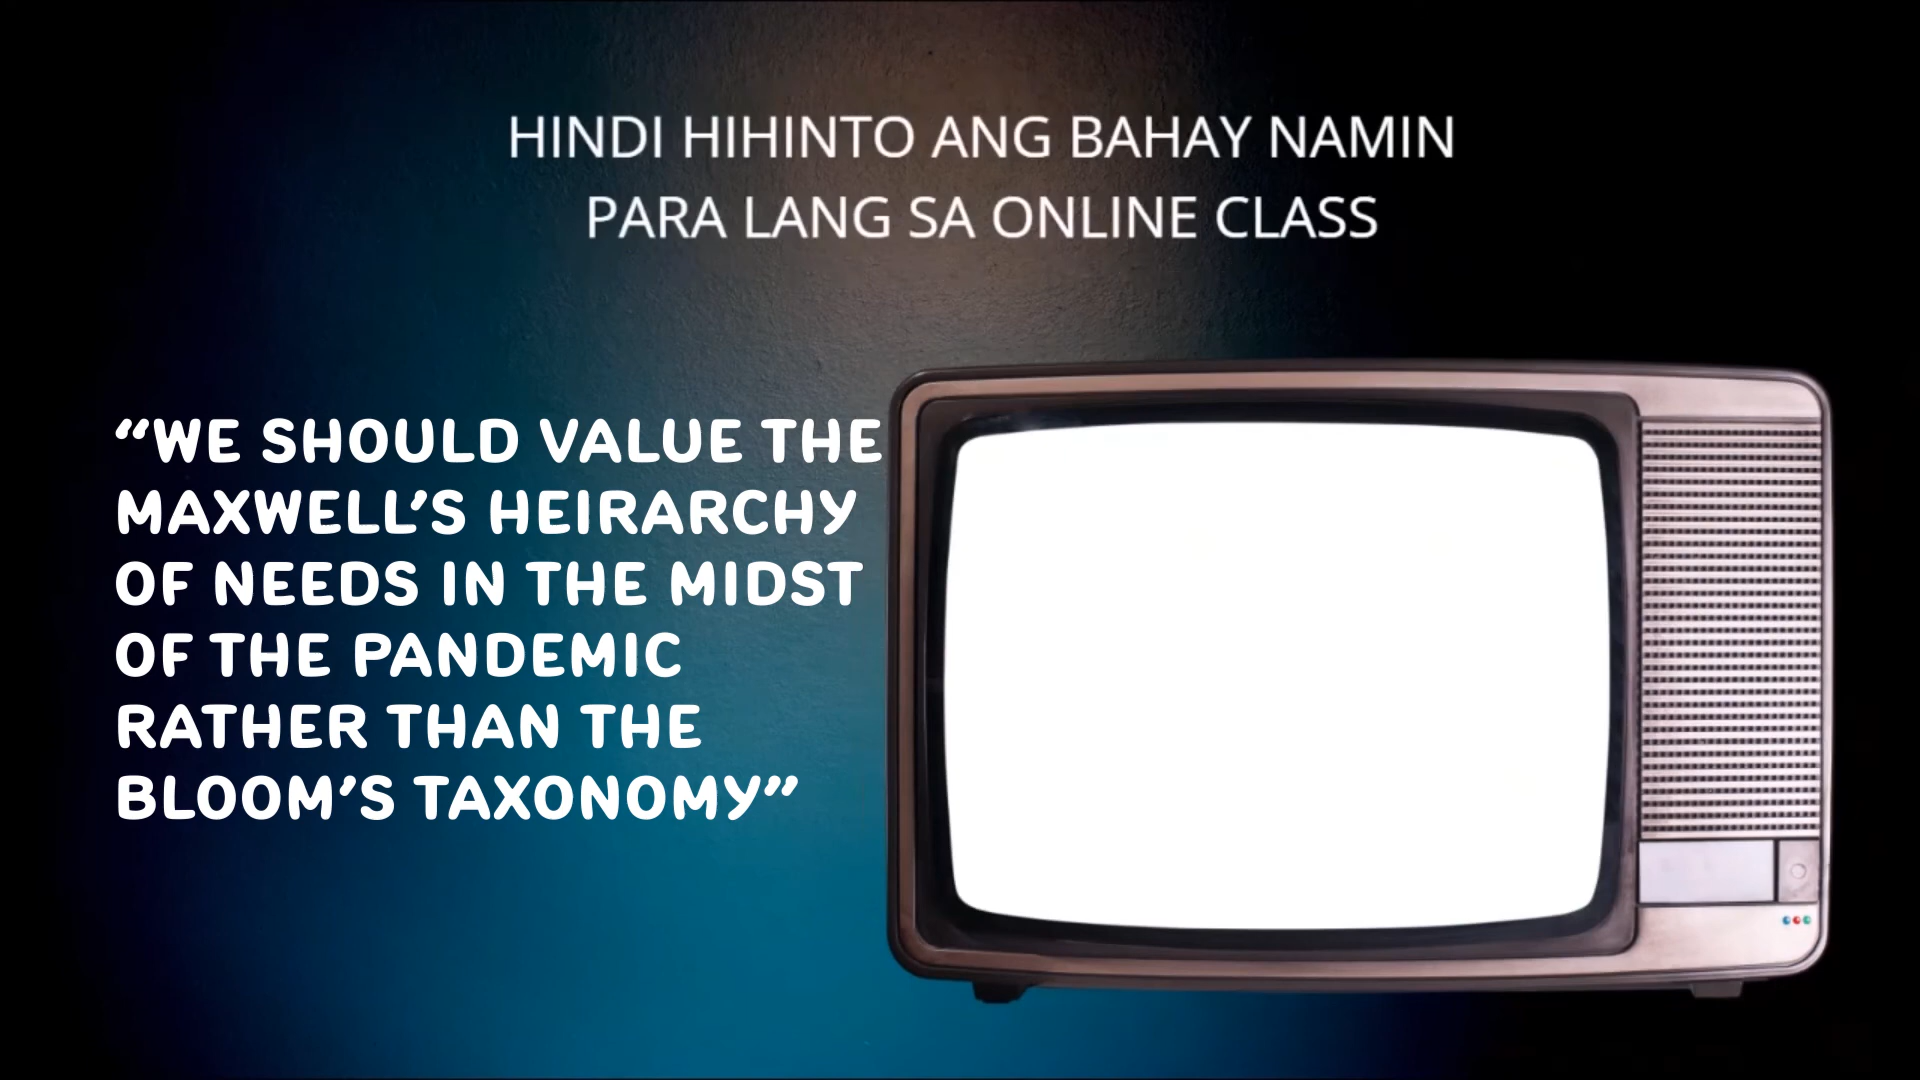 HINDI HIHINTO ANG BAHAY NAMIN
PARA LANG SA ONLINE CLASS
“WE SHOULD VALUE THE
MAXWELL’S HEIRARCHY
OF NEEDS IN THE MIDST
OF THE PANDEMIC
RATHER THAN THE
BLOOM’S TAXONOMY”